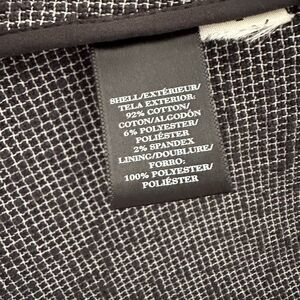 SHELL/EXTÉRIEUR/
TELA EXTERIOR:
92% COTTON/
COTON/ALGODÓN
6% POLYESTER/
POLIÉSTER
2% SPANDEX
LINING/DOUBLURE/
FORRO:
100% POLYESTER/
POLIÉSTER